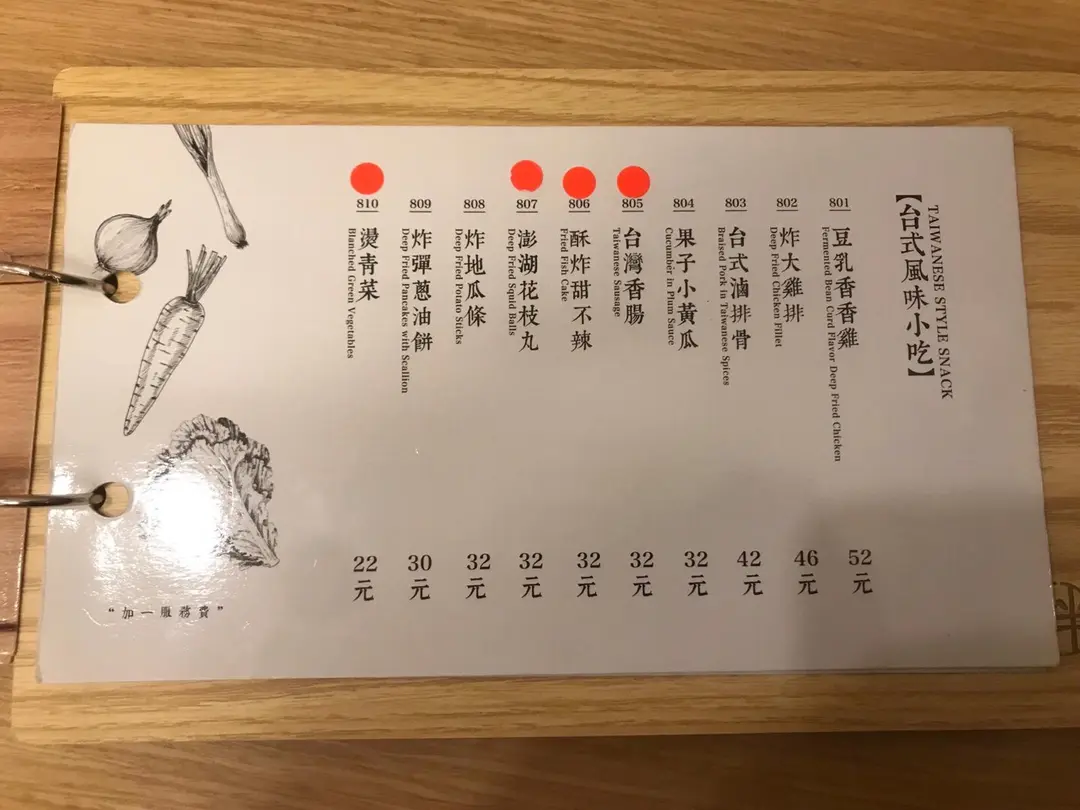 TAIWANESE STYLE SNACK
【台式風味小吃】
801
豆乳香香雞
Fermented Bean Curd Flavor Deep Fried Chicken
52元
802
炸大雞排
Deep Fried Chicken Fillet
46元
803
台式滷排骨
Braised Pork in Taiwanese Spices
42元
804
果子小黃瓜
Cucumber in Plum Sauce
32元
805
台灣香腸
Taiwanese Sausage
32元
806
酥炸甜不辣
Fried Fish Cake
32元
807
澎湖花枝丸
Deep Fried Squid Balls
32元
808
炸地瓜條
Deep Fried Potato Sticks
32元
809
炸彈蔥油餅
Deep Fried Pancakes with Scallion
30元
810
燙青菜
Blanched Green Vegetables
22元
“加一服務費”